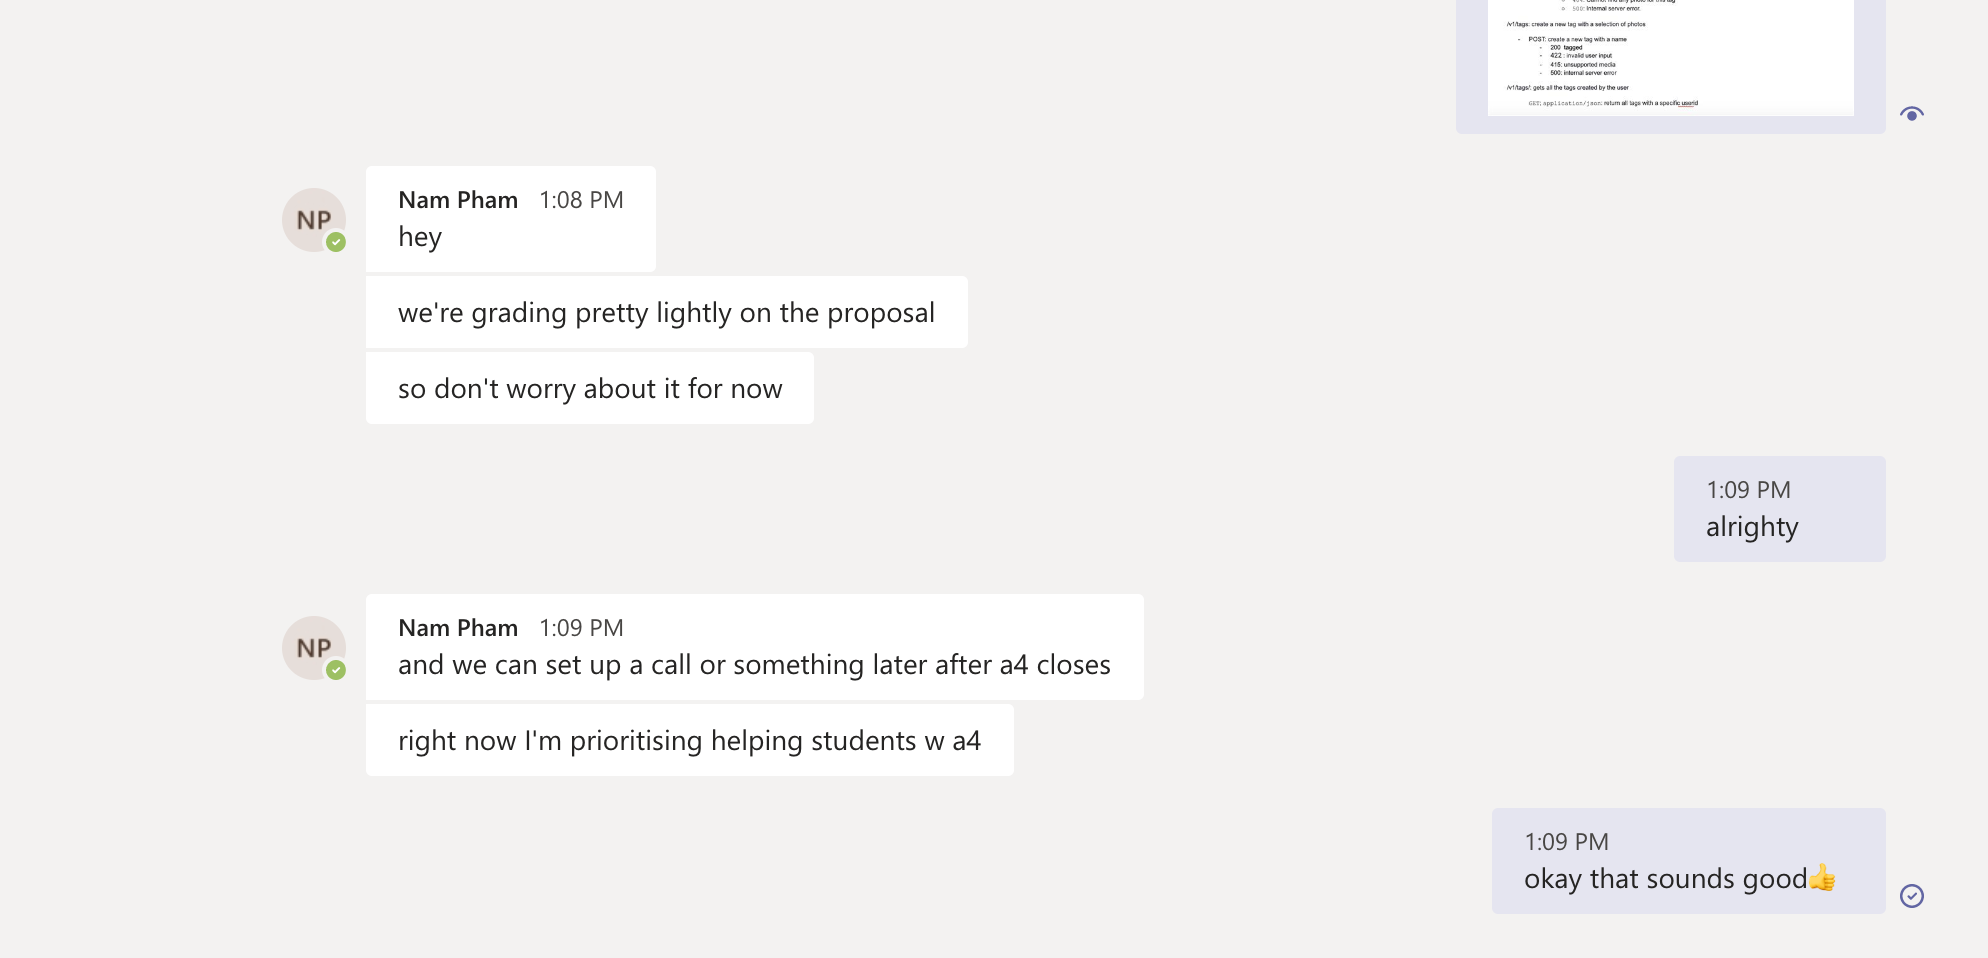 500: internal server error.
/v1/tags: create a new tag with a selection of photos
- POST: create a new tag with a name
- 200 tagged
- 422 : invalid user input
- 415: unsupported media
- 500: internal server error
/v1/tags/: gets all the tags created by the user
GET: application/json: return all tags with a specific userid
NP
Nam Pham 1:08 PM
hey
we're grading pretty lightly on the proposal
so don't worry about it for now
1:09 PM
alrighty
NP
Nam Pham 1:09 PM
and we can set up a call or something later after a4 closes
right now I'm prioritising helping students w a4
1:09 PM
okay that sounds good👍